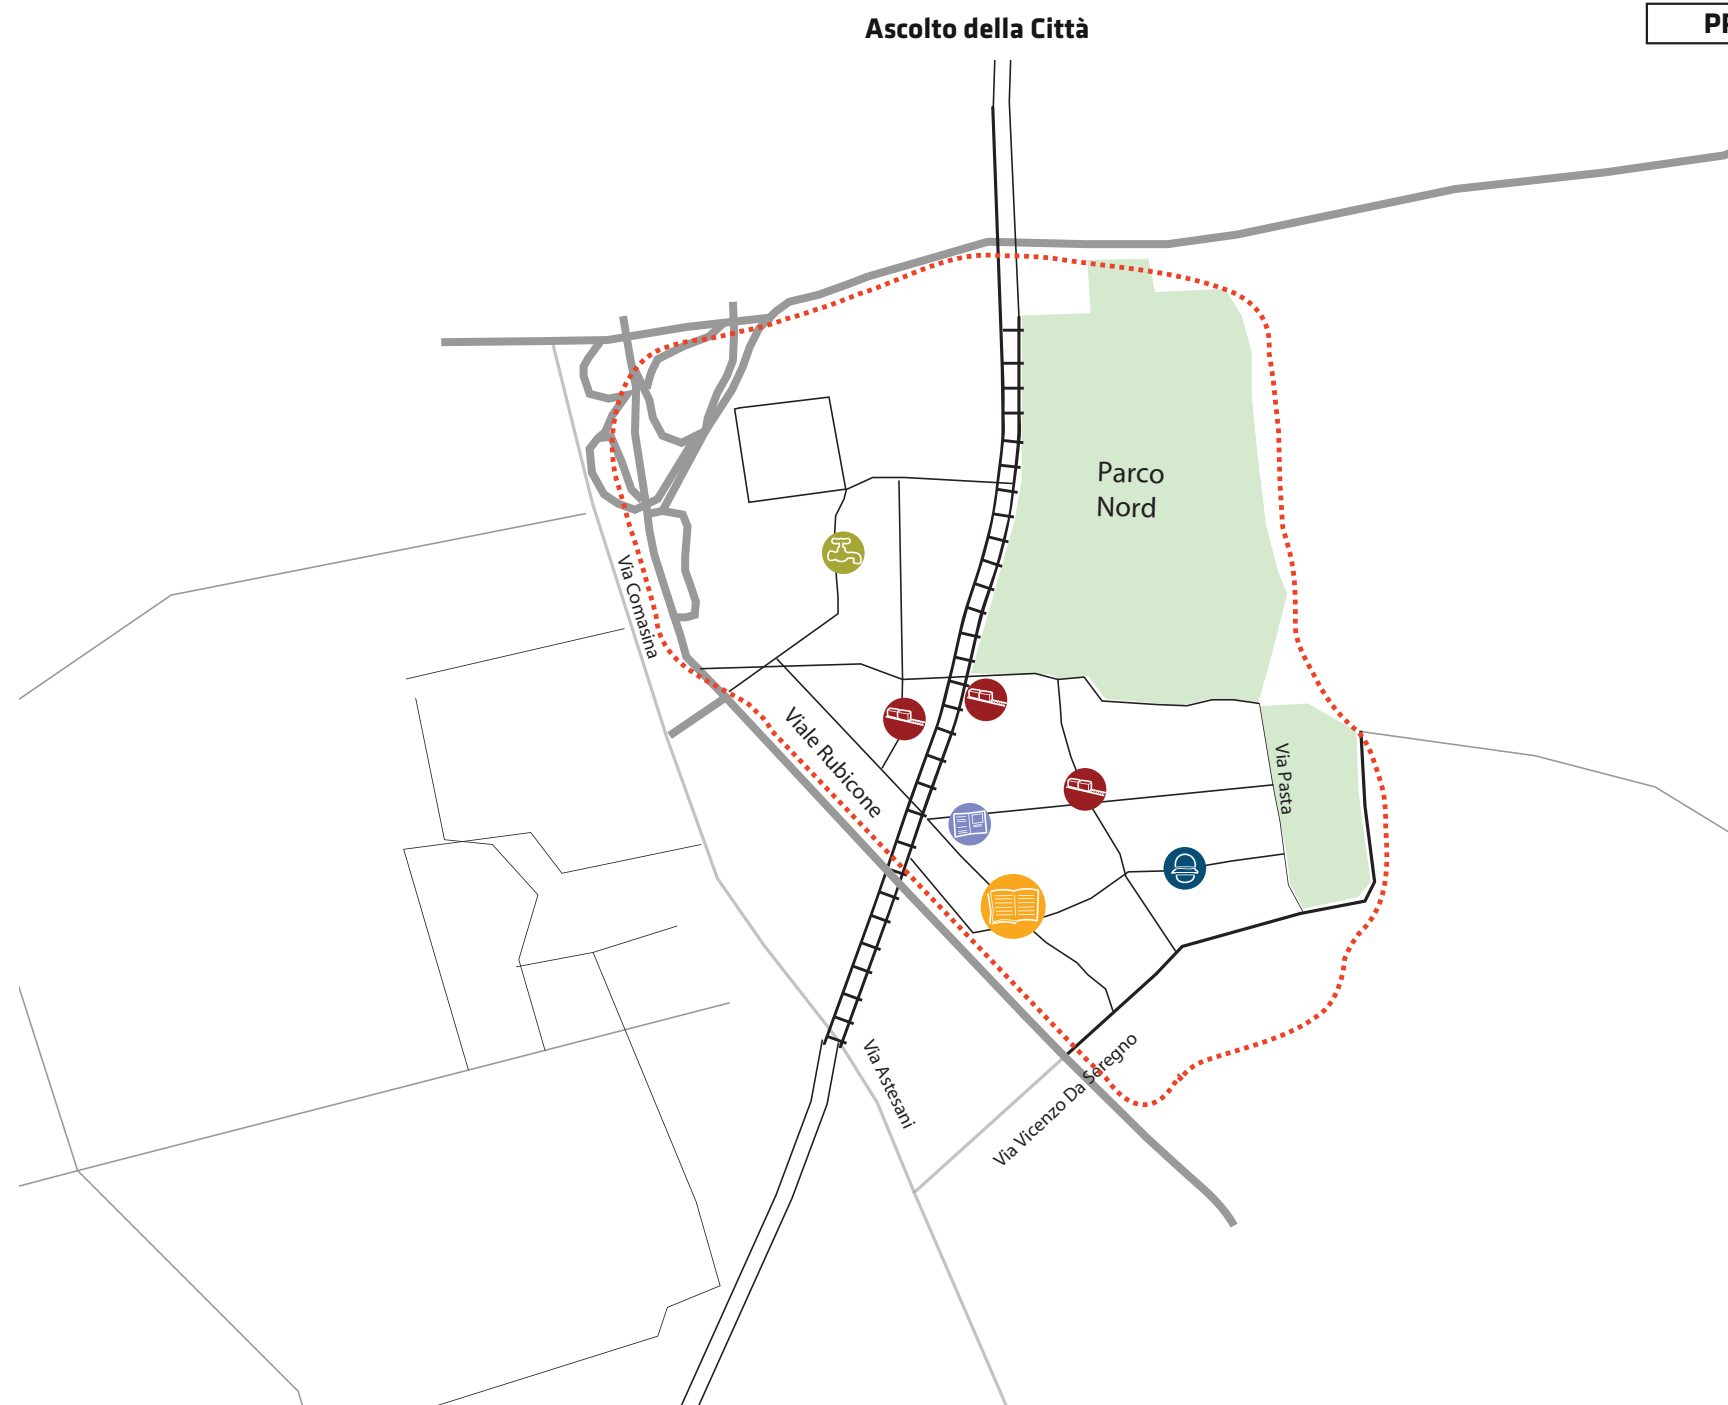 Ascolto della Città
Parco
Nord
Via Comasina
Viale Rubicone
Via Pasta
Via Astesani
Via Vicenzo Da Seregno